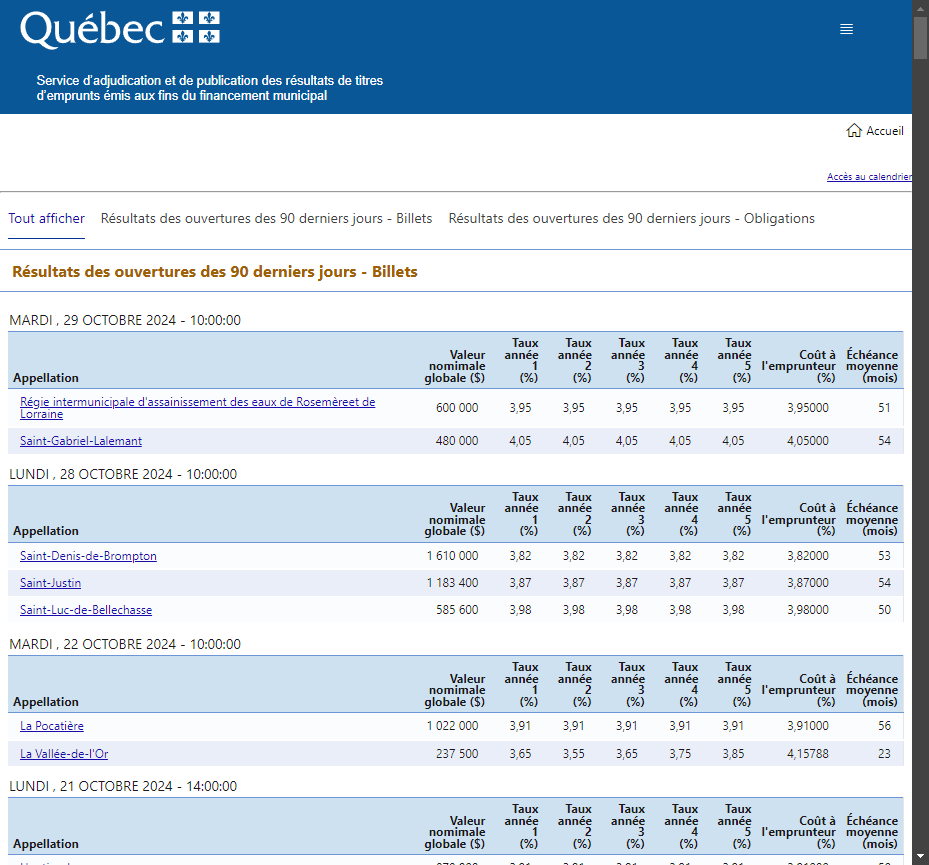 Québec
Service d'adjudication et de publication des résultats de titres
d'emprunts émis aux fins du financement municipal
Accueil
Accès au calendrier
Tout afficher Résultats des ouvertures des 90 derniers jours - Billets Résultats des ouvertures des 90 derniers jours - Obligations
Résultats des ouvertures des 90 derniers jours - Billets
MARDI , 29 OCTOBRE 2024 - 10:00:00
Appellation Valeur nomimale globale ($) Taux année 1 (%) Taux année 2 (%) Taux année 3 (%) Taux année 4 (%) Taux année 5 (%) Coût à l'emprunteur (%) Échéance moyenne (mois)
Régie intermunicipale d'assainissement des eaux de Rosemèreet de
Lorraine 600 000 3,95 3,95 3,95 3,95 3,95 3,95000 51
Saint-Gabriel-Lalemant 480 000 4,05 4,05 4,05 4,05 4,05 4,05000 54
LUNDI , 28 OCTOBRE 2024 - 10:00:00
Appellation Valeur nomimale globale ($) Taux année 1 (%) Taux année 2 (%) Taux année 3 (%) Taux année 4 (%) Taux année 5 (%) Coût à l'emprunteur (%) Échéance moyenne (mois)
Saint-Denis-de-Brompton 1 610 000 3,82 3,82 3,82 3,82 3,82 3,82000 53
Saint-Justin 1 183 400 3,87 3,87 3,87 3,87 3,87 3,87000 54
Saint-Luc-de-Bellechasse 585 600 3,98 3,98 3,98 3,98 3,98 3,98000 50
MARDI , 22 OCTOBRE 2024 - 10:00:00
Appellation Valeur nomimale globale ($) Taux année 1 (%) Taux année 2 (%) Taux année 3 (%) Taux année 4 (%) Taux année 5 (%) Coût à l'emprunteur (%) Échéance moyenne (mois)
La Pocatière 1 022 000 3,91 3,91 3,91 3,91 3,91 3,91000 56
La Vallée-de-l'Or 237 500 3,65 3,55 3,65 3,75 3,85 4,15788 23
LUNDI , 21 OCTOBRE 2024 - 14:00:00
Appellation Valeur nomimale globale ($) Taux année 1 (%) Taux année 2 (%) Taux année 3 (%) Taux année 4 (%) Taux année 5 (%) Coût à l'emprunteur (%) Échéance moyenne (mois)